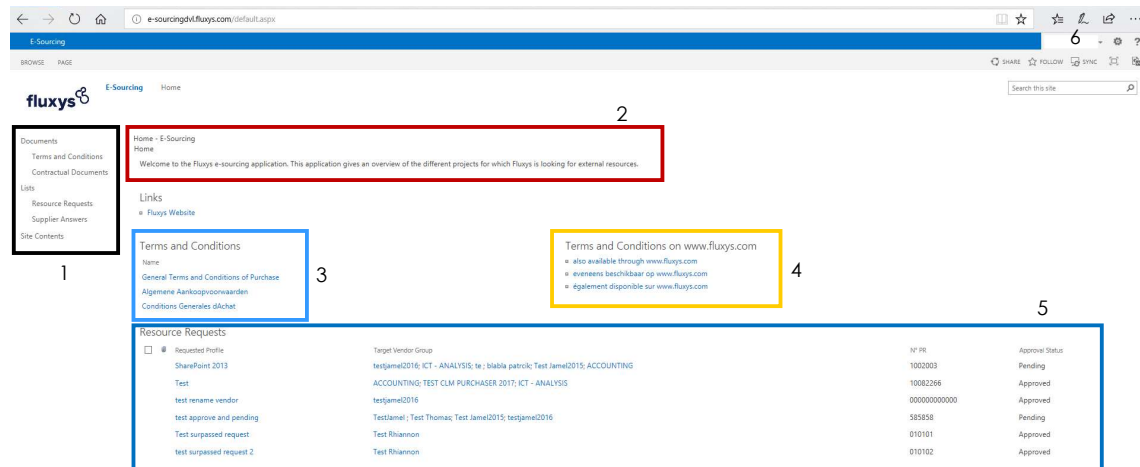 e-sourcingdvl.fluxys.com/default.aspx
E-Sourcing
6
?
BROWSE PAGE
SHARE FOLLOW SYNC
fluxys
E-Sourcing Home
Search this site
2
Documents
Terms and Conditions
Contractual Documents
Lists
Resource Requests
Supplier Answers
Site Contents
1
Home - E-Sourcing
Home
Welcome to the Fluxys e-sourcing application. This application gives an overview of the different projects for which Fluxys is looking for external resources.
Links
Fluxys Website
Terms and Conditions
Name
General Terms and Conditions of Purchase
Algemene Aankoopvoorwaarden
Conditions Generales dAchat
3
Terms and Conditions on www.fluxys.com
also available through www.fluxys.com
eveneens beschikbaar op www.fluxys.com
également disponible sur www.fluxys.com
4
5
Resource Requests
Requested Profile Target Vendor Group N° PR Approval Status
SharePoint 2013 testjamel2016; ICT - ANALYSIS; te ; blabla patrcik; Test Jamel2015; ACCOUNTING 1002003 Pending
Test ACCOUNTING; TEST CLM PURCHASER 2017; ICT - ANALYSIS 10082266 Approved
test rename vendor testjamel2016 000000000000 Approved
test approve and pending TestJamel ; Test Thomas; Test Jamel2015; testjamel2016 585858 Pending
Test surpassed request Test Rhiannon 010101 Approved
test surpassed request 2 Test Rhiannon 010102 Approved